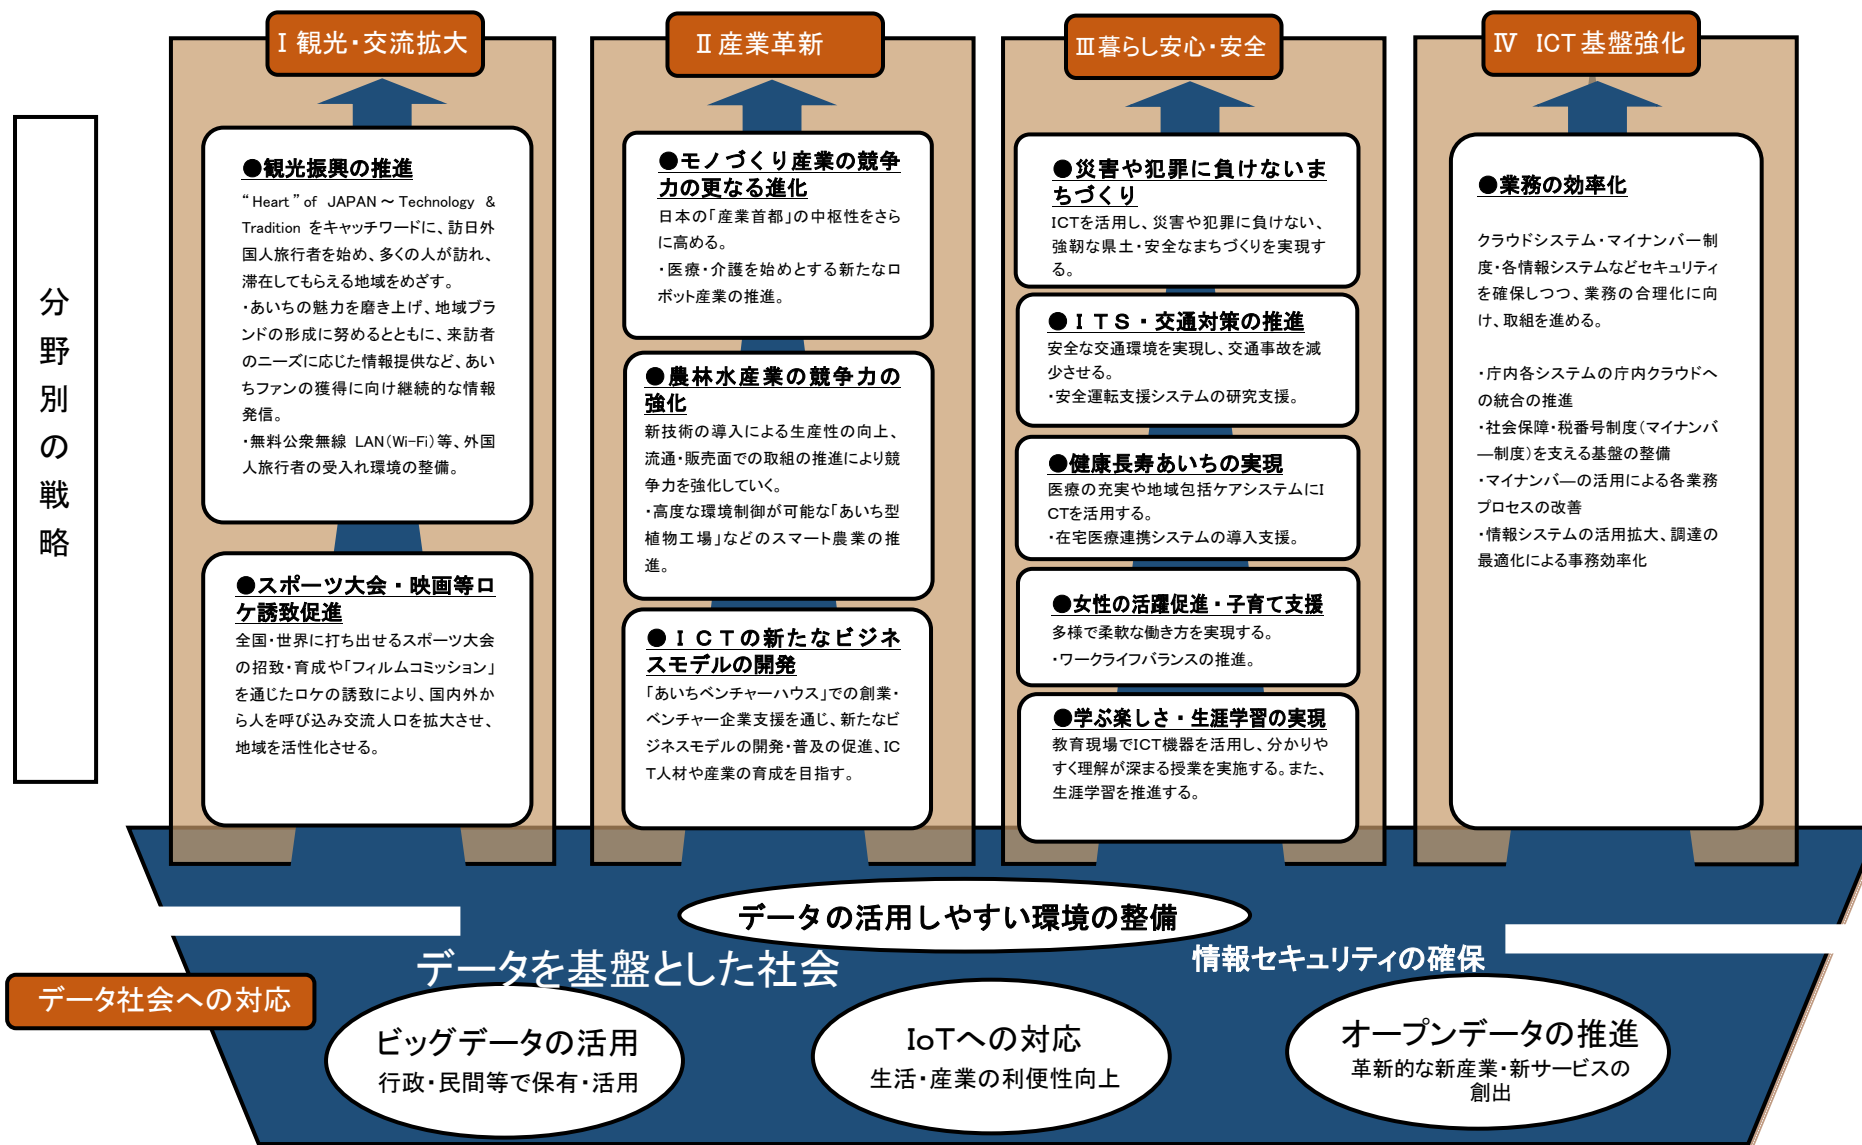 Ⅰ 観光・交流拡大
Ⅱ 産業革新
Ⅲ暮らし安心・安全
Ⅳ ICT基盤強化
分野別の戦略
●観光振興の推進
“Heart” of JAPAN ～ Technology &
Tradition をキャッチワードに、訪日外
国人旅行者を始め、多くの人が訪れ、
滞在してもらえる地域をめざす。
・あいちの魅力を磨き上げ、地域ブラ
ンドの形成に努めるとともに、来訪者
のニーズに応じた情報提供など、あい
ちファンの獲得に向け継続的な情報
発信。
・無料公衆無線 LAN(Wi-Fi)等、外国
人旅行者の受入れ環境の整備。
●スポーツ大会・映画等ロ
ケ誘致促進
全国・世界に打ち出せるスポーツ大会
の招致・育成や「フィルムコミッション」
を通じたロケの誘致により、国内外か
ら人を呼び込み交流人口を拡大させ、
地域を活性化させる。
●モノづくり産業の競争
力の更なる進化
日本の「産業首都」の中枢性をさら
に高める。
・医療・介護を始めとする新たなロ
ボット産業の推進。
●農林水産業の競争力の
強化
新技術の導入による生産性の向上、
流通・販売面での取組の推進により競
争力を強化していく。
・高度な環境制御が可能な「あいち型
植物工場」などのスマート農業の推
進。
●ＩＣＴの新たなビジネ
スモデルの開発
「あいちベンチャーハウス」での創業・
ベンチャー企業支援を通じ、新たなビ
ジネスモデルの開発・普及の促進、IC
T人材や産業の育成を目指す。
●災害や犯罪に負けないま
ちづくり
ICTを活用し、災害や犯罪に負けない、
強靭な県土・安全なまちづくりを実現す
る。
●ＩＴＳ・交通対策の推進
安全な交通環境を実現し、交通事故を減
少させる。
・安全運転支援システムの研究支援。
●健康長寿あいちの実現
医療の充実や地域包括ケアシステムにI
CTを活用する。
・在宅医療連携システムの導入支援。
●女性の活躍促進・子育て支援
多様で柔軟な働き方を実現する。
・ワークライフバランスの推進。
●学ぶ楽しさ・生涯学習の実現
教育現場でICT機器を活用し、分かりや
すく理解が深まる授業を実施する。また、
生涯学習を推進する。
●業務の効率化
クラウドシステム・マイナンバー制
度・各情報システムなどセキュリティ
を確保しつつ、業務の合理化に向
け、取組を進める。
・庁内各システムの庁内クラウドへ
の統合の推進
・社会保障・税番号制度(マイナンバ
―制度)を支える基盤の整備
・マイナンバ―の活用による各業務
プロセスの改善
・情報システムの活用拡大、調達の
最適化による事務効率化
データの活用しやすい環境の整備
データを基盤とした社会
情報セキュリティの確保
データ社会への対応
ビッグデータの活用
行政・民間等で保有・活用
IoTへの対応
生活・産業の利便性向上
オープンデータの推進
革新的な新産業・新サービスの
創出